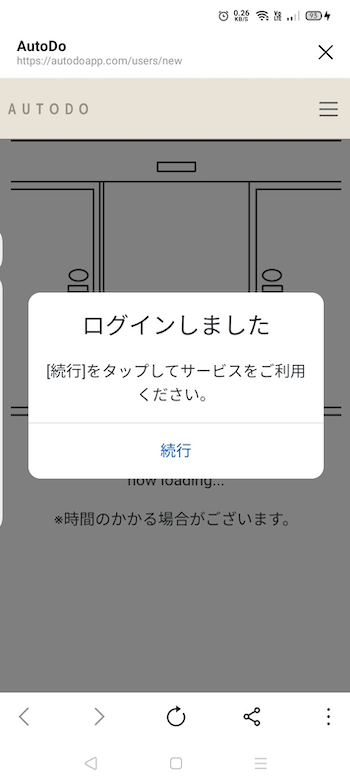 0.26
KB/S
93
AutoDo
https://autodoapp.com/users/new
AUTODO
ログインしました
[続行]をタップしてサービスをご利用
ください。
続行
now loading...
※時間のかかる場合がございます。